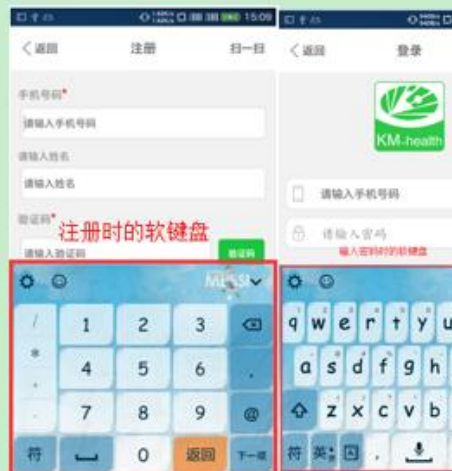 15:09
返回
注册
扫一扫
手机号码*
请输入手机号码
请输入姓名
请输入姓名
验证码*
注册时的软键盘
请输入验证码
验证码
1 2 3
4 5 6 .
7 8 9 @
符 0 返回 下一项
返回
登录
KM-health
请输入手机号码
请输入密码
输入密码时的软键盘
q w e r t y u
a s d f g h
z x c v b
符 英 ,